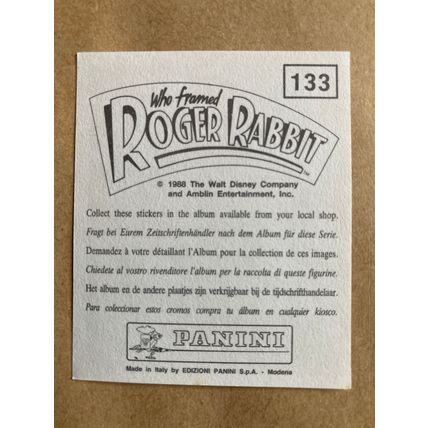 133
Who Framed
ROGER RABBIT™
© 1988 The Walt Disney Company
and Amblin Entertainment, Inc.
Collect these stickers in the album available from your local shop.
Fragt bei Eurem Zeitschriftenhändler nach dem Album für diese Serie.
Demandez à votre détaillant l'Album pour la collection de ces images.
Chiedete al vostro rivenditore l'album per la raccolta di queste figurine.
Het album en de andere plaatjes zijn verkrijgbaar bij de tijdschrifthandelaar.
Para coleccionar estos cromos compra tu álbum en cualquier kiosco.
PANINI
Made in Italy by EDIZIONI PANINI S.p.A. - Modena